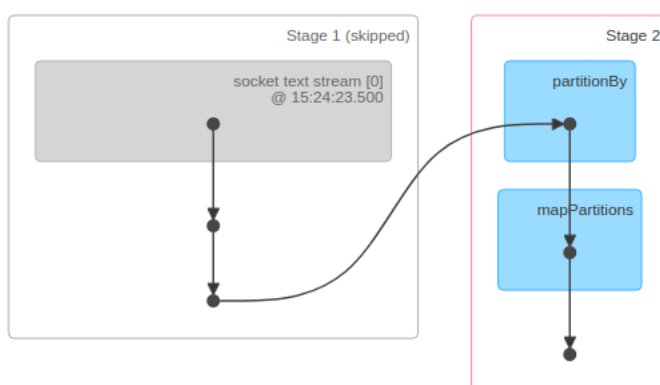 Stage 1 (skipped)
socket text stream [0]
@ 15:24:23.500
Stage 2
partitionBy
mapPartitions